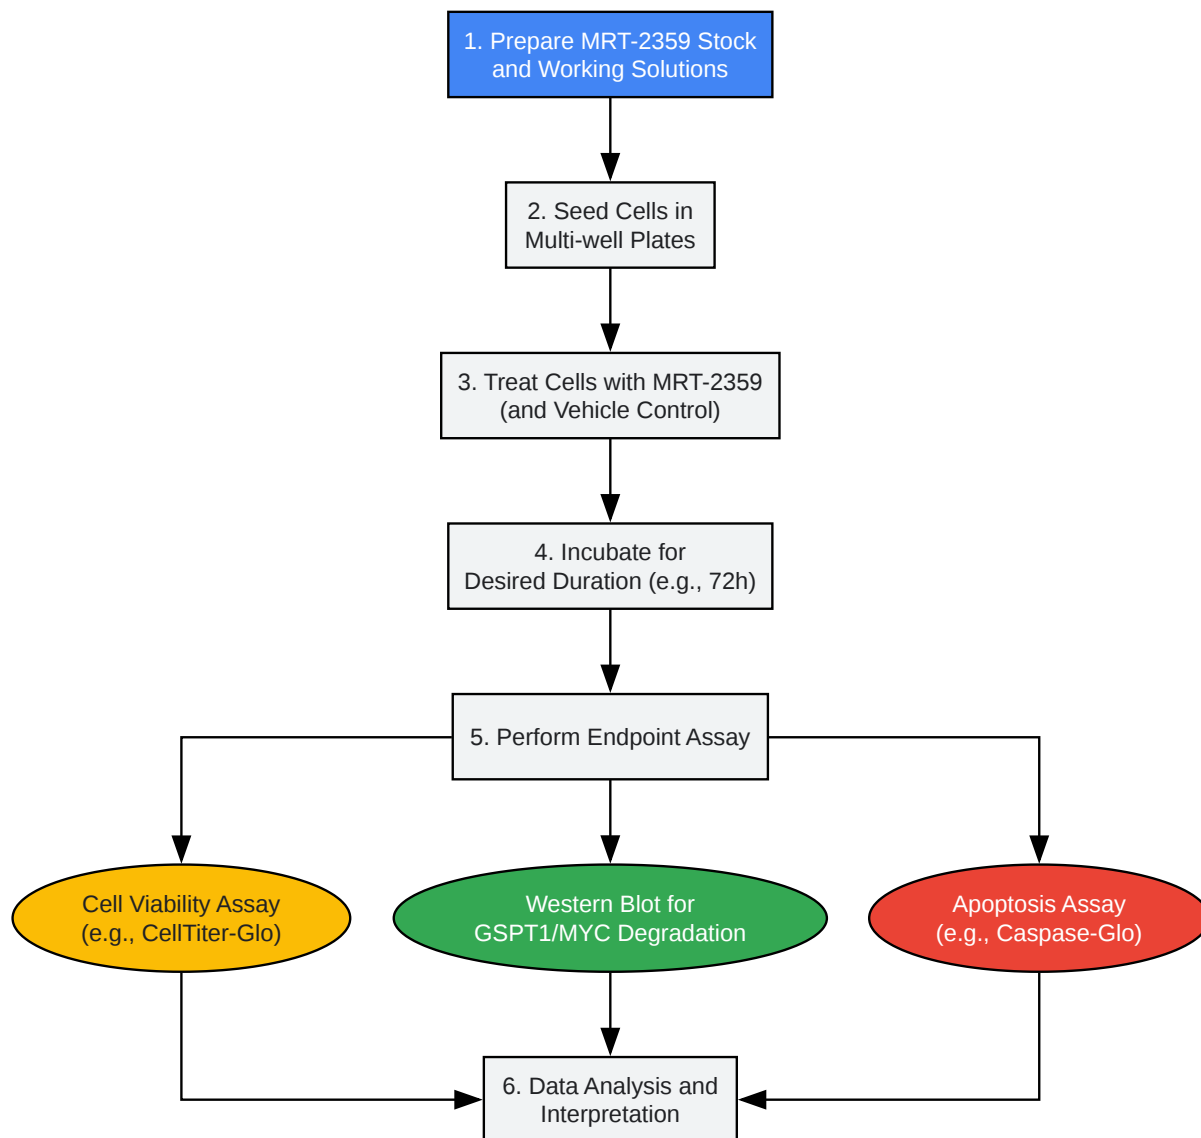 1. Prepare MRT-2359 Stock
and Working Solutions
2. Seed Cells in
Multi-well Plates
3. Treat Cells with MRT-2359
(and Vehicle Control)
4. Incubate for
Desired Duration (e.g., 72h)
5. Perform Endpoint Assay
Cell Viability Assay
(e.g., CellTiter-Glo)
Western Blot for
GSPT1/MYC Degradation
Apoptosis Assay
(e.g., Caspase-Glo)
6. Data Analysis and
Interpretation